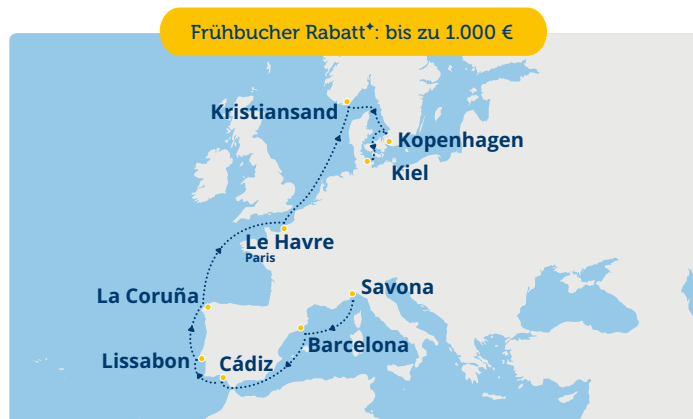 Frühbucher Rabatt✦: bis zu 1.000 €
Kristiansand
Kopenhagen
Kiel
Le Havre
Paris
Savona
La Coruña
Barcelona
Lissabon
Cádiz